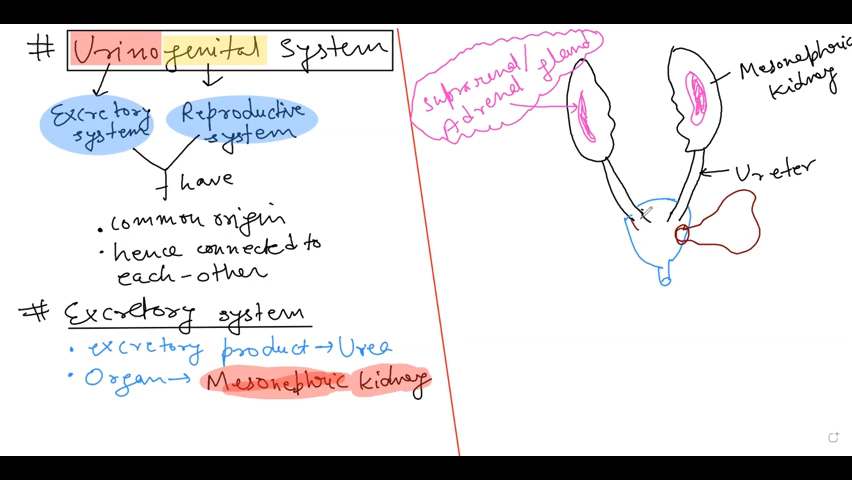 # Urinogenital System
Excretory system
Reproductive system
have
. common origin
. hence connected to
each-other
# Excretory system
. excretory product → Urea
. Organ → Mesonephric Kidney
suprarenal/
Adrenal gland
Mesonephric
Kidney
Ureter